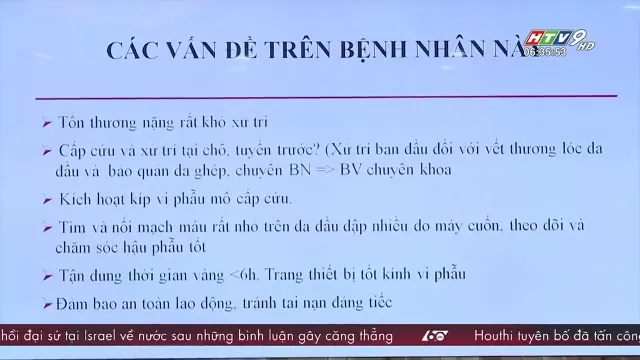 HTV9 HD
06:35:53
CÁC VẤN ĐỀ TRÊN BỆNH NHÂN NÀY
Tổn thương nặng rất khó xử trí
Cấp cứu và xử trí tại chỗ, tuyến trước? (Xử trí ban đầu đối với vết thương lóc da
đầu và bảo quản da ghép, chuyển BN => BV chuyên khoa
Kích hoạt kíp vi phẫu mổ cấp cứu.
Tìm và nối mạch máu rất nhỏ trên da đầu dập nhiều do máy cuốn, theo dõi và
chăm sóc hậu phẫu tốt
Tận dung thời gian vàng <6h. Trang thiết bị tốt kính vi phẫu
Đảm bảo an toàn lao động, tránh tai nạn đáng tiếc
hồi đại sứ tại Israel về nước sau những bình luận gây căng thẳng
60
Houthi tuyên bố đã tấn côn